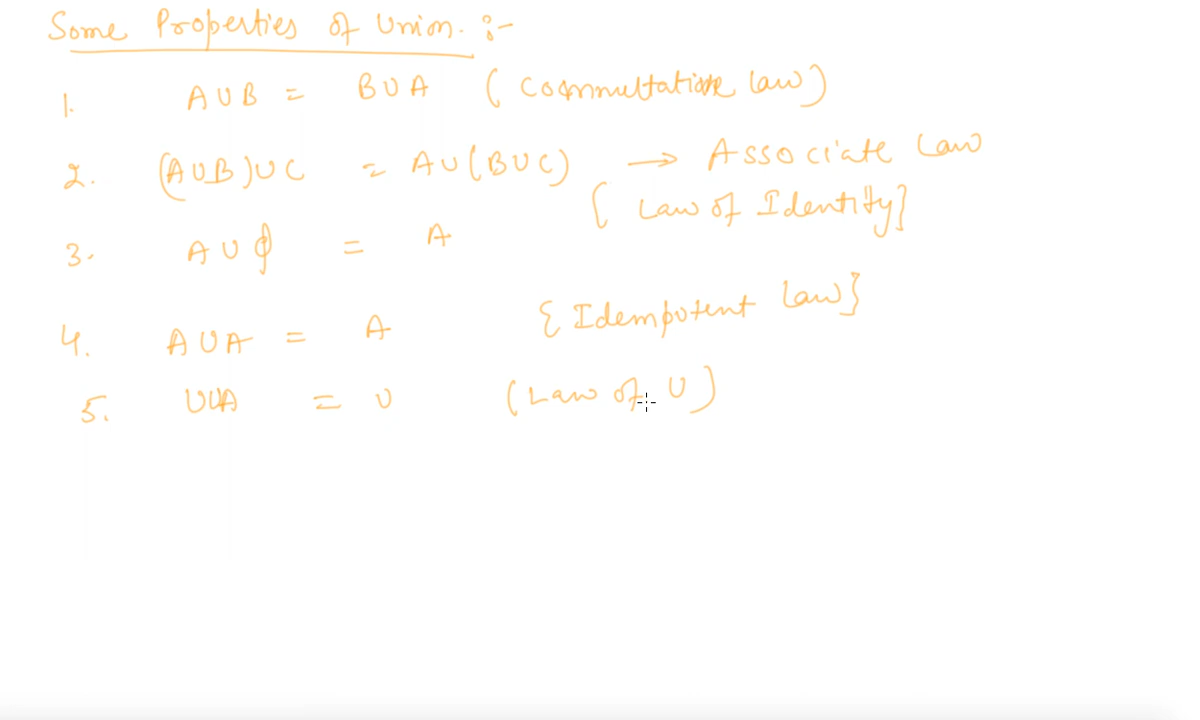 Some Properties of Union :-
1. A ∪ B = B ∪ A (Commultative law)
2. (A ∪ B) ∪ C = A ∪ (B ∪ C) → Associate Law
3. A ∪ φ = A [Law of Identity]
4. A ∪ A = A {Idempotent Law}
5. U ∪ A = U (Law of U)